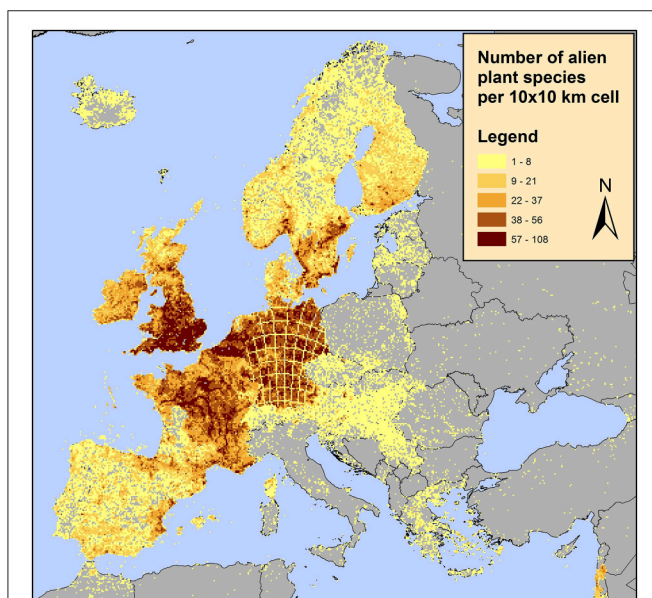 Number of alien
plant species
per 10x10 km cell
Legend
1 - 8
9 - 21
22 - 37
38 - 56
57 - 108
N